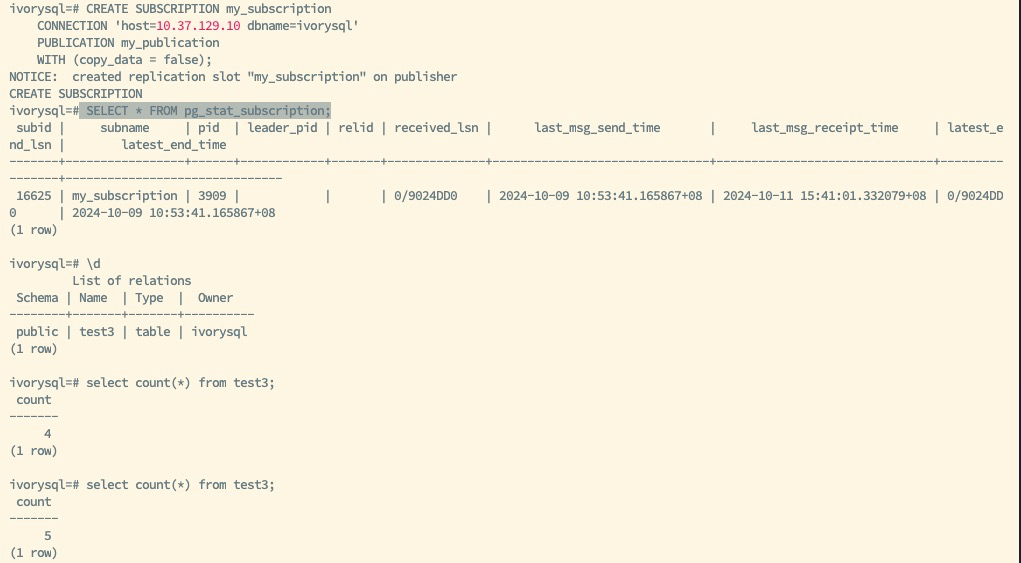 ivorysql=# CREATE SUBSCRIPTION my_subscription
    CONNECTION 'host=10.37.129.10 dbname=ivorysql'
    PUBLICATION my_publication
    WITH (copy_data = false);
NOTICE:  created replication slot "my_subscription" on publisher
CREATE SUBSCRIPTION
ivorysql=# SELECT * FROM pg_stat_subscription;
 subid |     subname     | pid  | leader_pid | relid | received_lsn |      last_msg_send_time       |     last_msg_receipt_time     | latest_e
nd_lsn |        latest_end_time
-------+-----------------+------+------------+-------+--------------+-------------------------------+-------------------------------+---------
-------+-------------------------------
 16625 | my_subscription | 3909 |            |       | 0/9024DD0    | 2024-10-09 10:53:41.165867+08 | 2024-10-11 15:41:01.332079+08 | 0/9024DD
0      | 2024-10-09 10:53:41.165867+08
(1 row)

ivorysql=# \d
         List of relations
 Schema | Name  | Type  |  Owner
--------+-------+-------+----------
 public | test3 | table | ivorysql
(1 row)

ivorysql=# select count(*) from test3;
 count
-------
     4
(1 row)

ivorysql=# select count(*) from test3;
 count
-------
     5
(1 row)